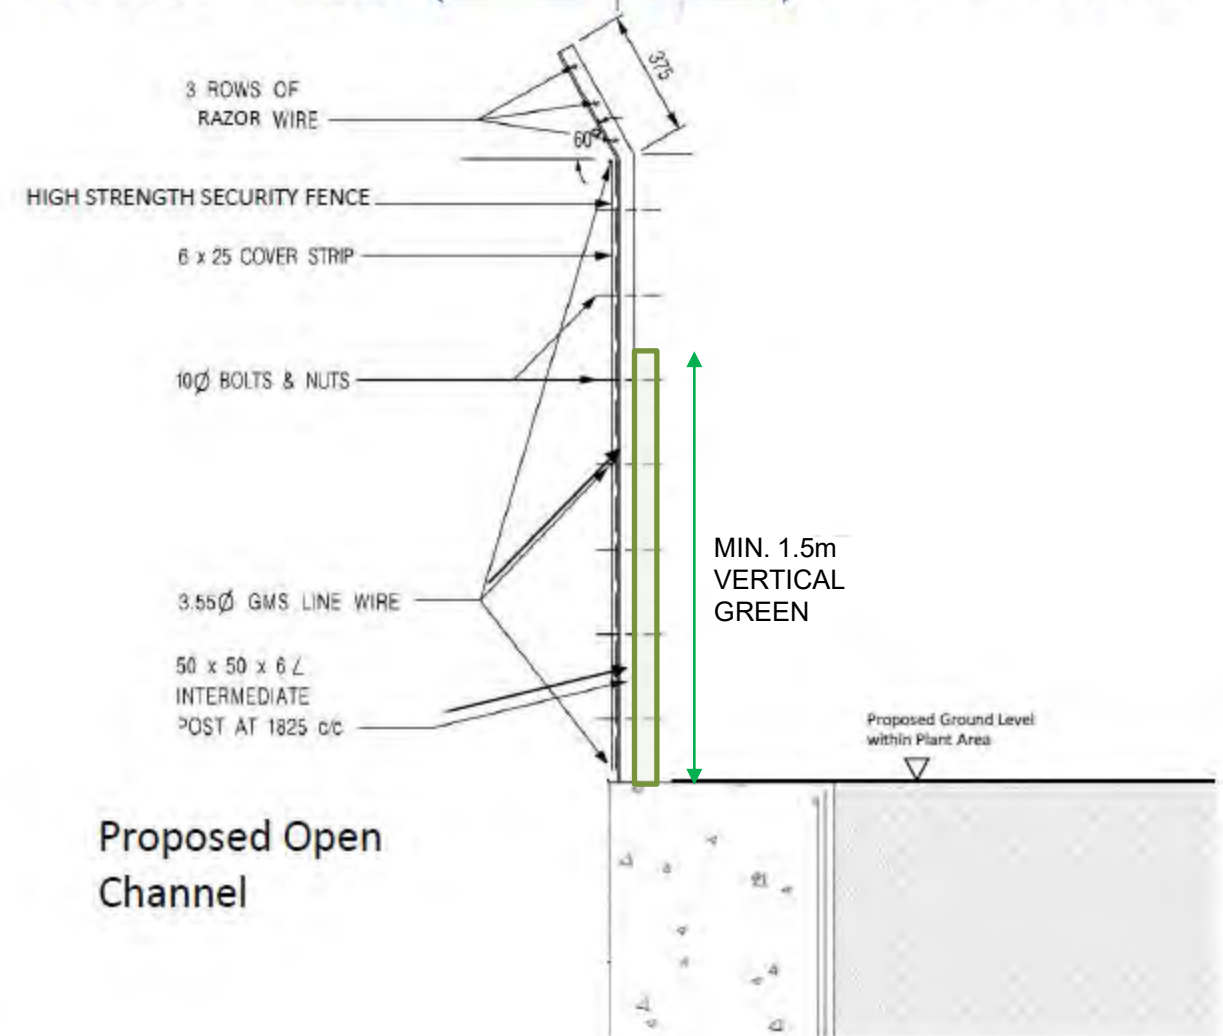 375
3 ROWS OF
RAZOR WIRE
60°
HIGH STRENGTH SECURITY FENCE
6 x 25 COVER STRIP
10Ø BOLTS & NUTS
MIN. 1.5m
VERTICAL
GREEN
3.55Ø GMS LINE WIRE
50 x 50 x 6∠
INTERMEDIATE
POST AT 1825 c/c
Proposed Ground Level
within Plant Area
Proposed Open
Channel